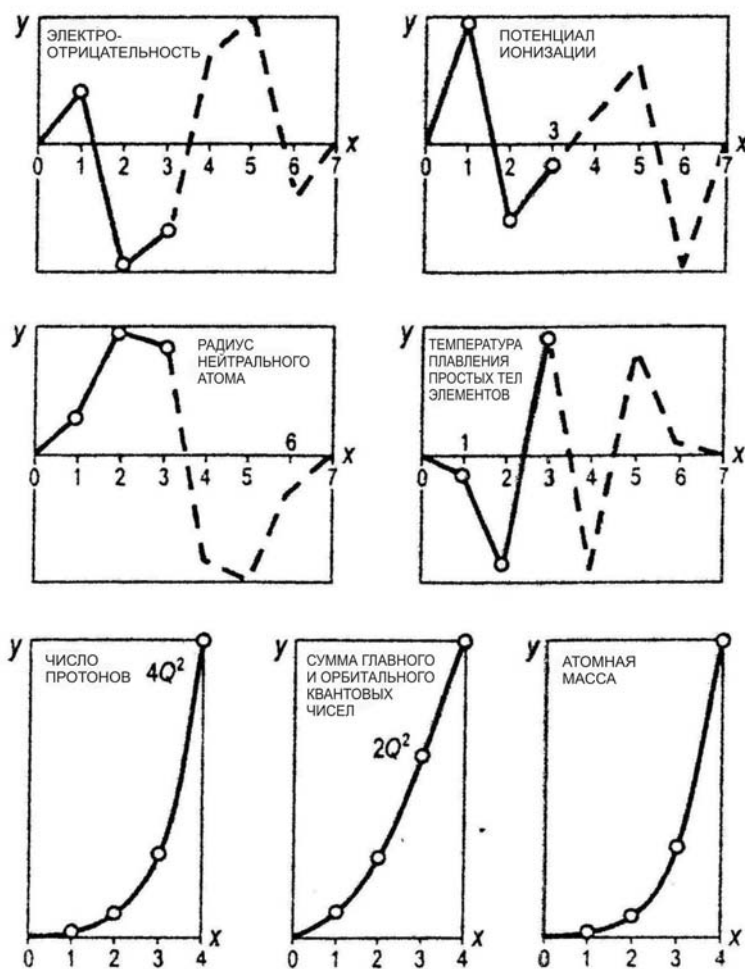 y
ЭЛЕКТРО-
ОТРИЦАТЕЛЬНОСТЬ
x
0 1 2 3 4 5 6 7
y
ПОТЕНЦИАЛ
ИОНИЗАЦИИ
3
x
0 1 2 4 5 6 7
y
РАДИУС
НЕЙТРАЛЬНОГО
АТОМА
6
x
0 1 2 3 4 5 7
y
ТЕМПЕРАТУРА
ПЛАВЛЕНИЯ
ПРОСТЫХ ТЕЛ
ЭЛЕМЕНТОВ
1
x
0 2 3 4 5 6 7
y
ЧИСЛО
ПРОТОНОВ 4Q²
x
0 1 2 3 4
y
СУММА ГЛАВНОГО
И ОРБИТАЛЬНОГО
КВАНТОВЫХ
ЧИСЕЛ
2Q²
x
0 1 2 3 4
y
АТОМНАЯ
МАССА
x
0 1 2 3 4